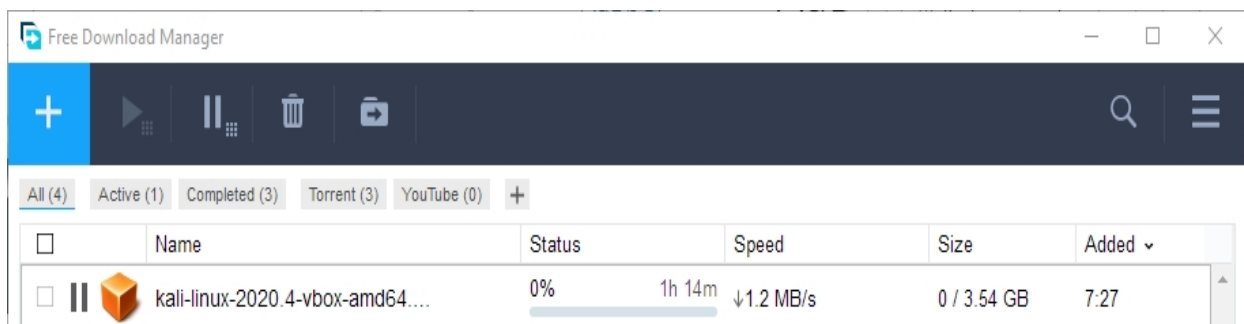 Free Download Manager
All (4) Active (1) Completed (3) Torrent (3) YouTube (0) +
Name Status Speed Size Added
kali-linux-2020.4-vbox-amd64.... 0% 1h 14m ↓1.2 MB/s 0 / 3.54 GB 7:27